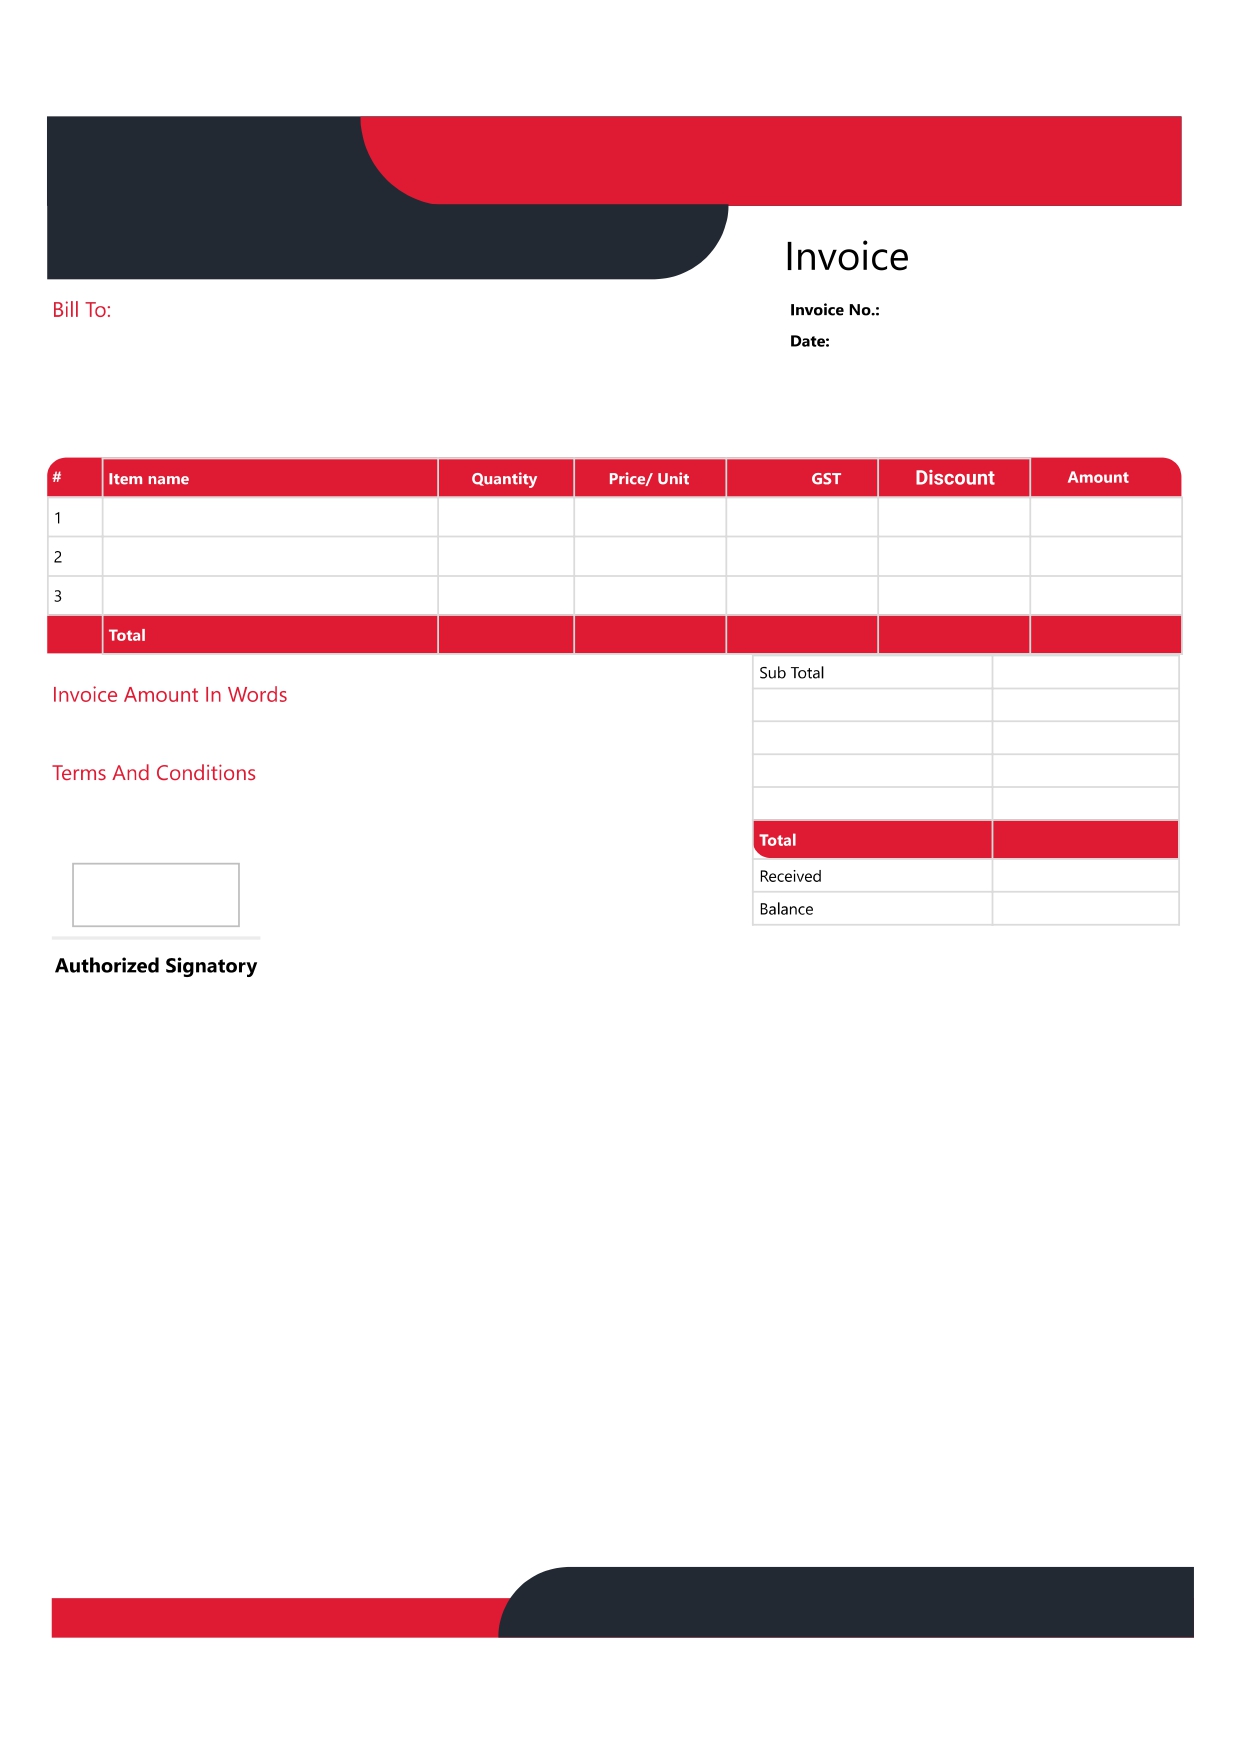 Invoice
Bill To:
Invoice No.:
Date:
# Item name Quantity Price/ Unit GST Discount Amount
1
2
3
Total
Sub Total
Invoice Amount In Words
Terms And Conditions
Total
Received
Balance
Authorized Signatory